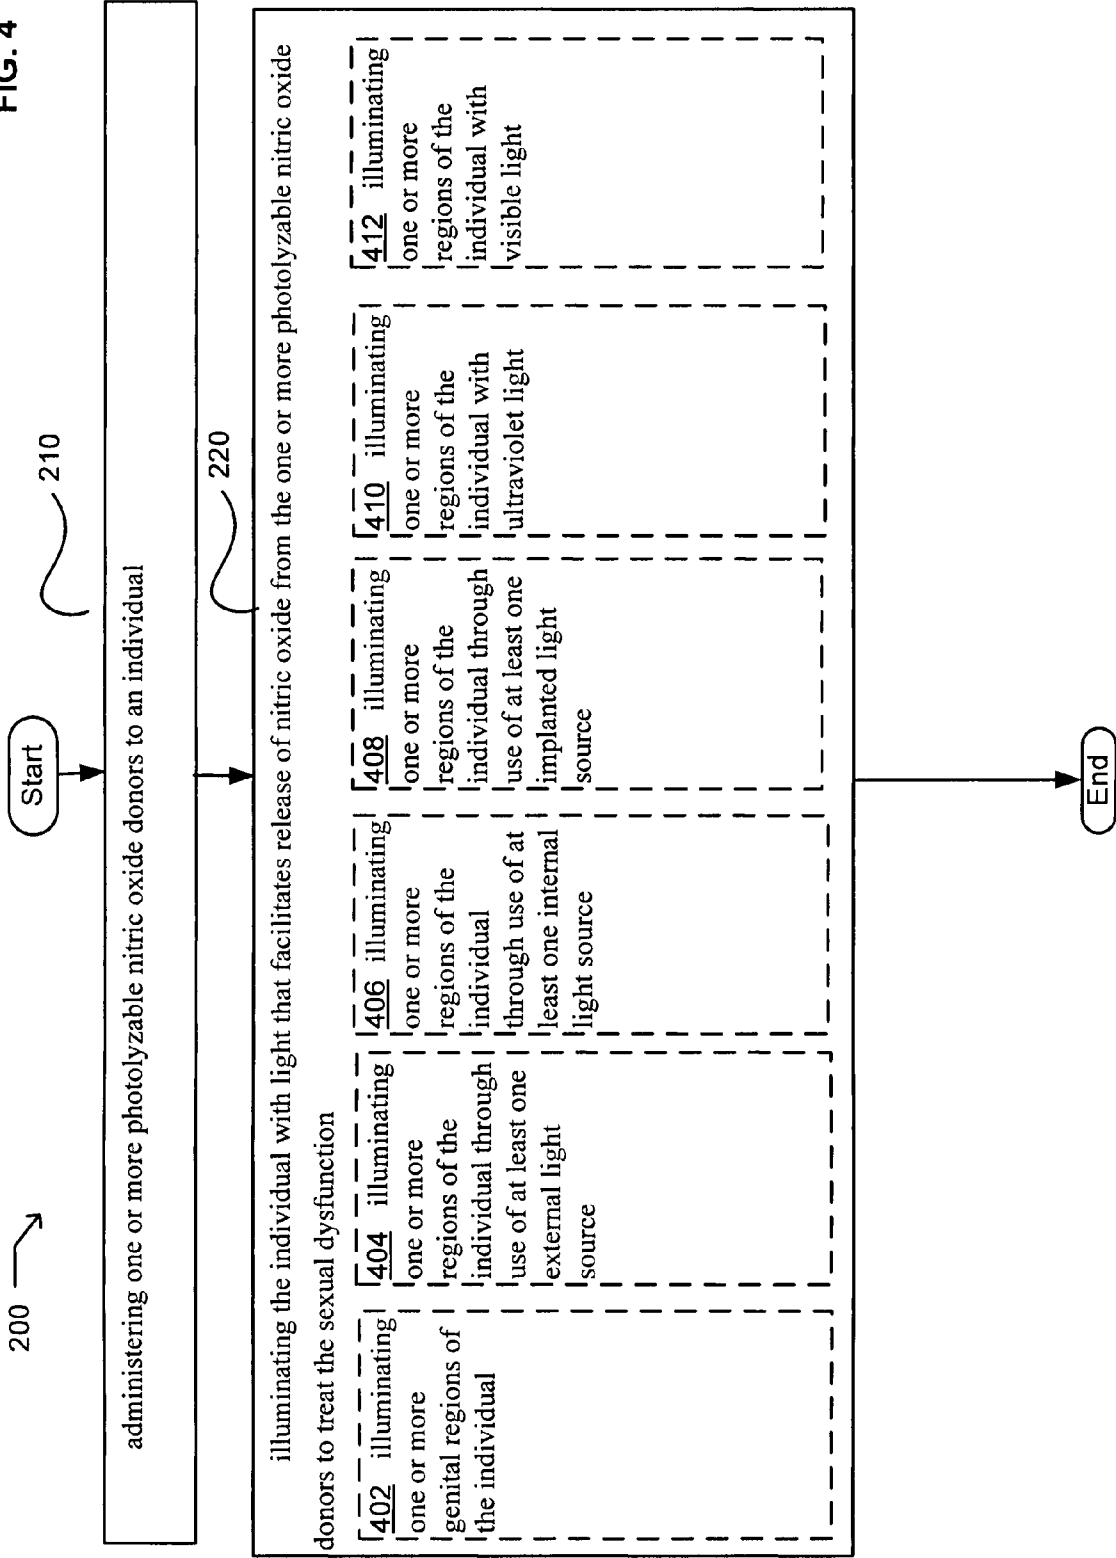 FIG. 4
200
Start
210
administering one or more photolyzable nitric oxide donors to an individual
220
illuminating the individual with light that facilitates release of nitric oxide from the one or more photolyzable nitric oxide
donors to treat the sexual dysfunction
402 illuminating
one or more
genital regions of
the individual
404 illuminating
one or more
regions of the
individual through
use of at least one
external light
source
406 illuminating
one or more
regions of the
individual
through use of at
least one internal
light source
408 illuminating
one or more
regions of the
individual through
use of at least one
implanted light
source
410 illuminating
one or more
regions of the
individual with
ultraviolet light
412 illuminating
one or more
regions of the
individual with
visible light
End